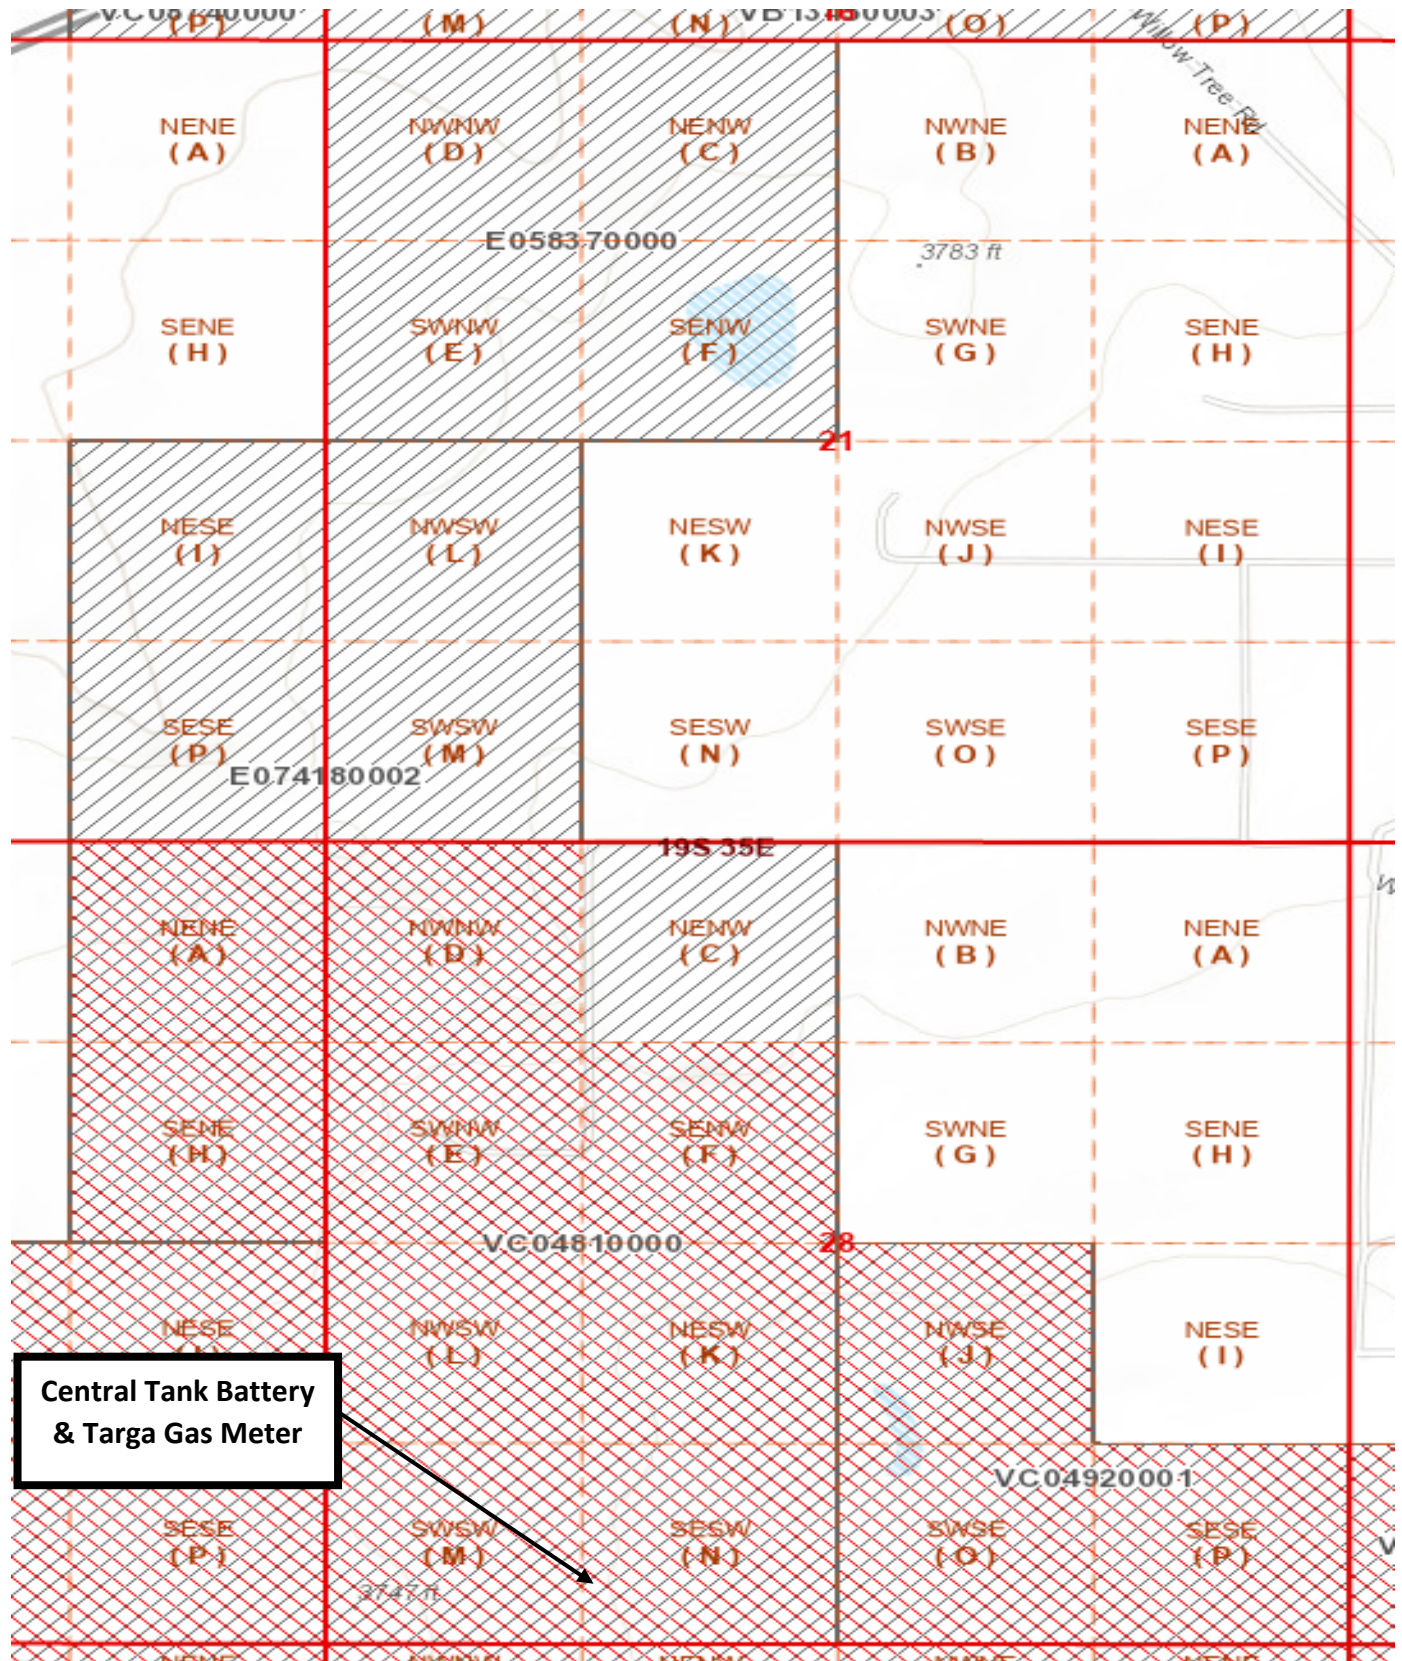 VC08740000
16
(P)
(M)
(N)
(O)
(P)
Willow Tree Rd
NENE
(A)
NWNW
(D)
NENW
(C)
NWNE
(B)
NENE
(A)
E058370000
3783 ft
SENE
(H)
SWNW
(E)
SENW
(F)
SWNE
(G)
SENE
(H)
21
NESE
(I)
NWSW
(L)
NESW
(K)
NWSE
(J)
NESE
(I)
SESE
(P)
SWSW
(M)
SESW
(N)
SWSE
(O)
SESE
(P)
E074180002
19S 35E
NENE
(A)
NWNW
(D)
NENW
(C)
NWNE
(B)
NENE
(A)
SENE
(H)
SWNW
(E)
SENW
(F)
SWNE
(G)
SENE
(H)
VC04810000
28
NESE
NWSW
(L)
NESW
(K)
NWSE
(J)
NESE
(I)
Central Tank Battery
& Targa Gas Meter
VC04920001
SESE
(P)
SWSW
(M)
SESW
(N)
SWSE
(O)
SESE
(P)
3747 ft